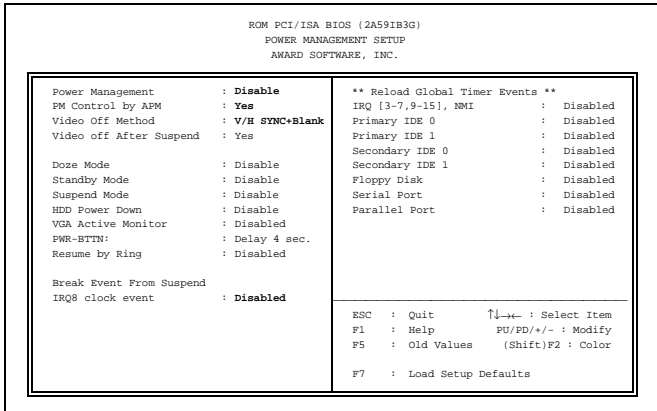 ROM PCI/ISA BIOS (2A59IB3G)
POWER MANAGEMENT SETUP
AWARD SOFTWARE, INC.
Power Management : Disable
PM Control by APM : Yes
Video Off Method : V/H SYNC+Blank
Video off After Suspend : Yes
Doze Mode : Disable
Standby Mode : Disable
Suspend Mode : Disable
HDD Power Down : Disable
VGA Active Monitor : Disabled
PWR-BTTN: : Delay 4 sec.
Resume by Ring : Disabled
Break Event From Suspend
IRQ8 clock event : Disabled
** Reload Global Timer Events **
IRQ [3-7,9-15], NMI : Disabled
Primary IDE 0 : Disabled
Primary IDE 1 : Disabled
Secondary IDE 0 : Disabled
Secondary IDE 1 : Disabled
Floppy Disk : Disabled
Serial Port : Disabled
Parallel Port : Disabled
ESC : Quit ↑↓→← : Select Item
F1 : Help PU/PD/+/- : Modify
F5 : Old Values (Shift)F2 : Color
F7 : Load Setup Defaults